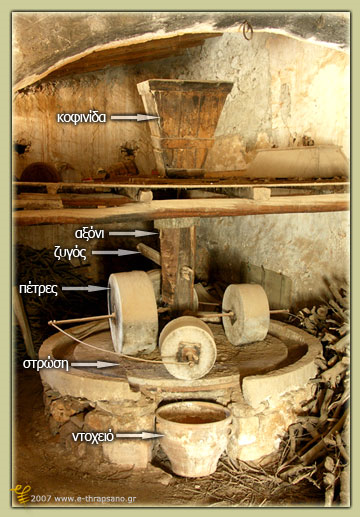 κοφινίδα
αξόνι
ζυγός
πέτρες
στρώση
ντοχειό
2007 www.e-thrapsano.gr